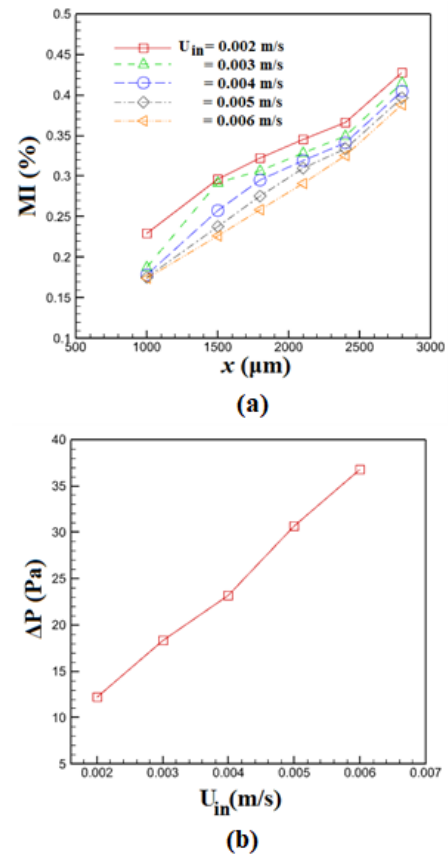 0.5
0.45
0.4
0.35
0.3
0.25
0.2
0.15
0.1
MI (%)
U in = 0.002 m/s
= 0.003 m/s
= 0.004 m/s
= 0.005 m/s
= 0.006 m/s
500 1000 1500 2000 2500 3000
x (μm)
(a)
40
35
30
25
20
15
10
5
ΔP (Pa)
0.002 0.003 0.004 0.005 0.006 0.007
U in (m/s)
(b)